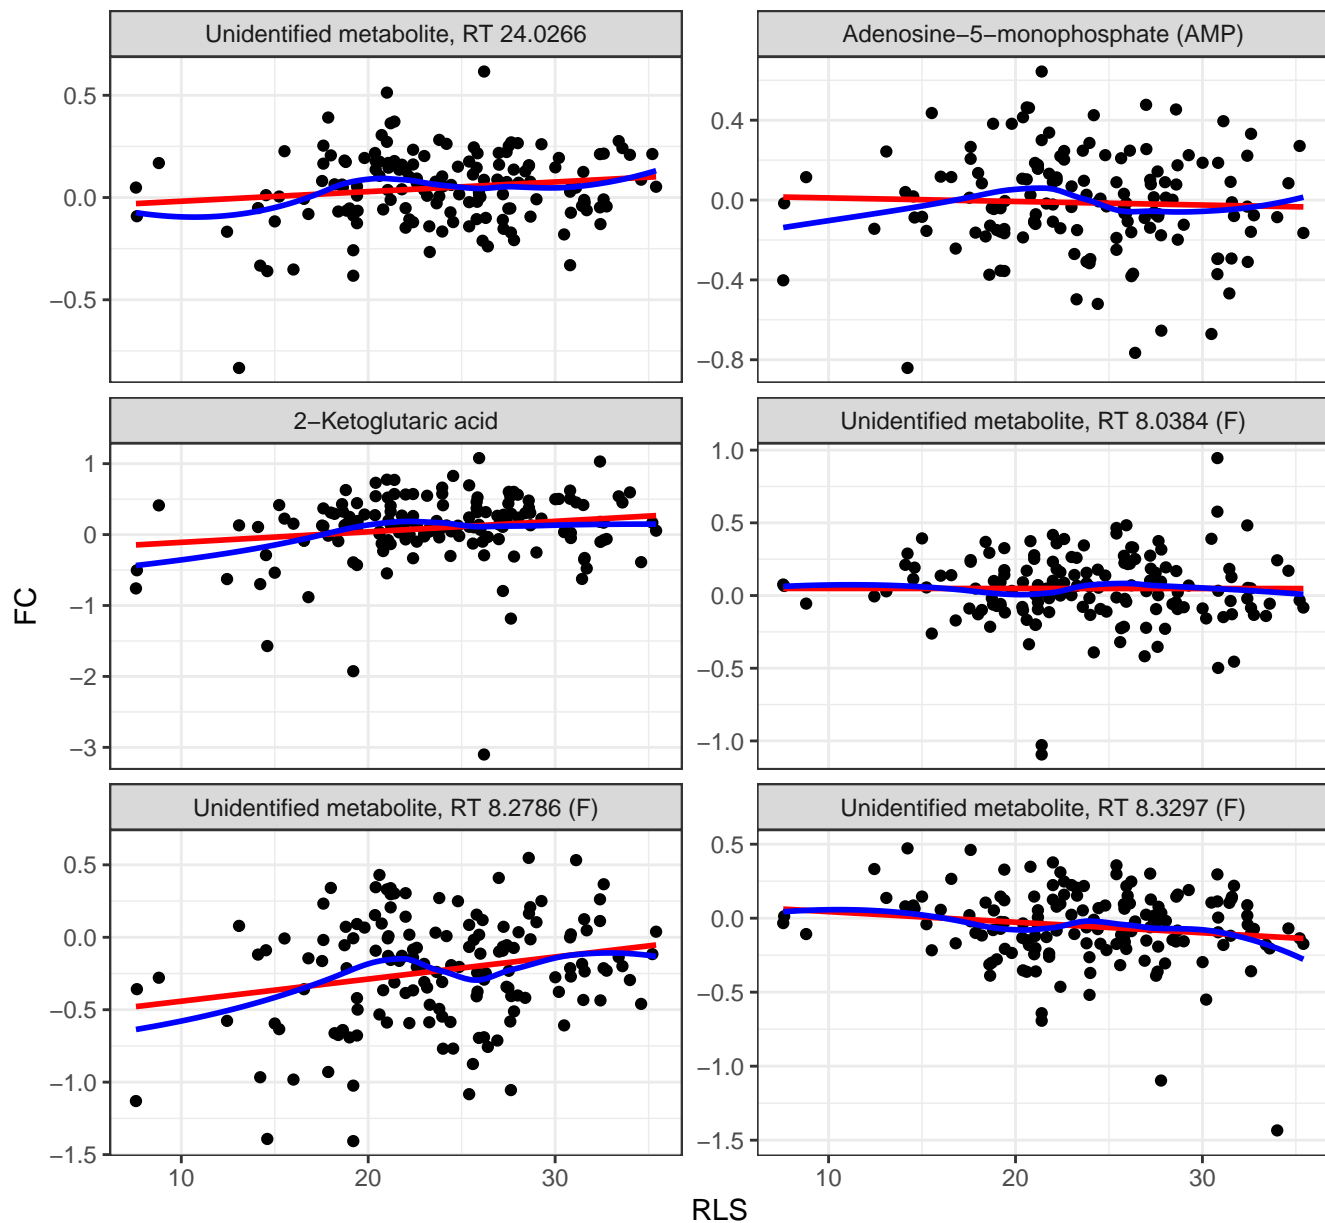 Unidentified metabolite, RT 24.0266
Adenosine−5−monophosphate (AMP)
0.5
0.0
−0.5
0.4
0.0
−0.4
−0.8
2−Ketoglutaric acid
Unidentified metabolite, RT 8.0384 (F)
1
0
−1
−2
−3
1.0
0.5
0.0
−0.5
−1.0
FC
Unidentified metabolite, RT 8.2786 (F)
Unidentified metabolite, RT 8.3297 (F)
0.5
0.0
−0.5
−1.0
−1.5
0.5
0.0
−0.5
−1.0
−1.5
10 20 30
10 20 30
RLS